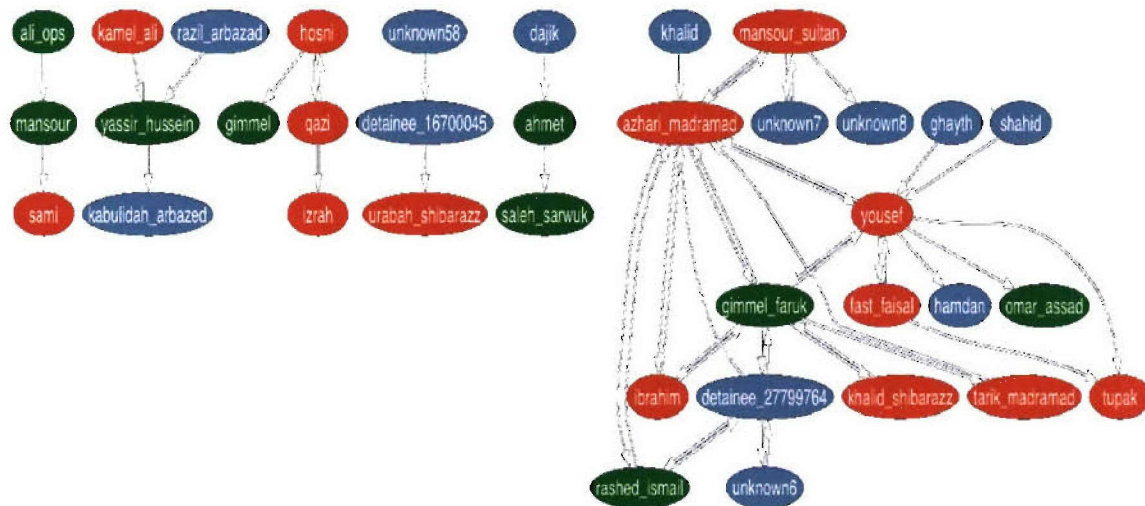 ali_ops
kamel_ali
razil_arbazad
hosni
unknown58
dajik
khalid
mansour_sultan
mansour
yassir_hussein
gimmel
qazi
detainee_16700045
ahmet
azhari_madramad
unknown7
unknown8
ghayth
shahid
sami
kabulidah_arbazed
izrah
urabah_shibarazz
saleh_sarwuk
yousef
gimmel_faruk
fast_faisal
hamdan
omar_assad
ibrahim
detainee_27799764
khalid_shibarazz
tarik_madramad
tupak
rashed_ismail
unknown6